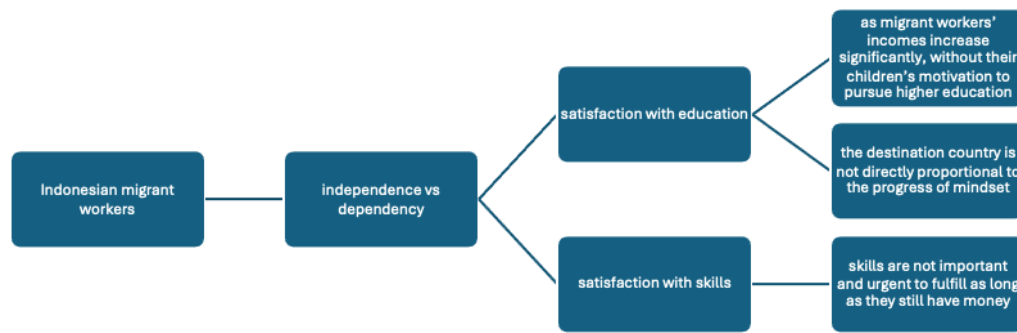 Indonesian migrant
workers
independence vs
dependency
satisfaction with education
as migrant workers’
incomes increase
significantly, without their
children’s motivation to
pursue higher education
the destination country is
not directly proportional to
the progress of mindset
satisfaction with skills
skills are not important
and urgent to fulfill as long
as they still have money